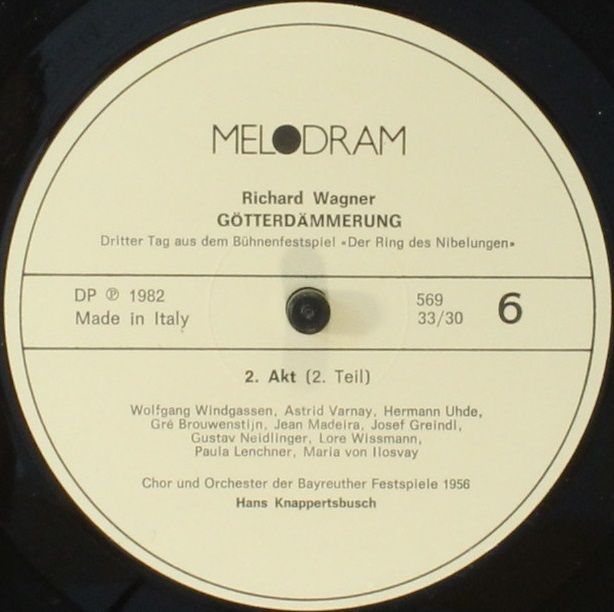 MELODRAM
Richard Wagner
GÖTTERDÄMMERUNG
Dritter Tag aus dem Bühnenfestspiel «Der Ring des Nibelungen»
DP ℗ 1982
Made in Italy
569
33/30
6
2. Akt (2. Teil)
Wolfgang Windgassen, Astrid Varnay, Hermann Uhde,
Gré Brouwenstijn, Jean Madeira, Josef Greindl,
Gustav Neidlinger, Lore Wissmann,
Paula Lenchner, Maria von Ilosvay
Chor und Orchester der Bayreuther Festspiele 1956
Hans Knappertsbusch